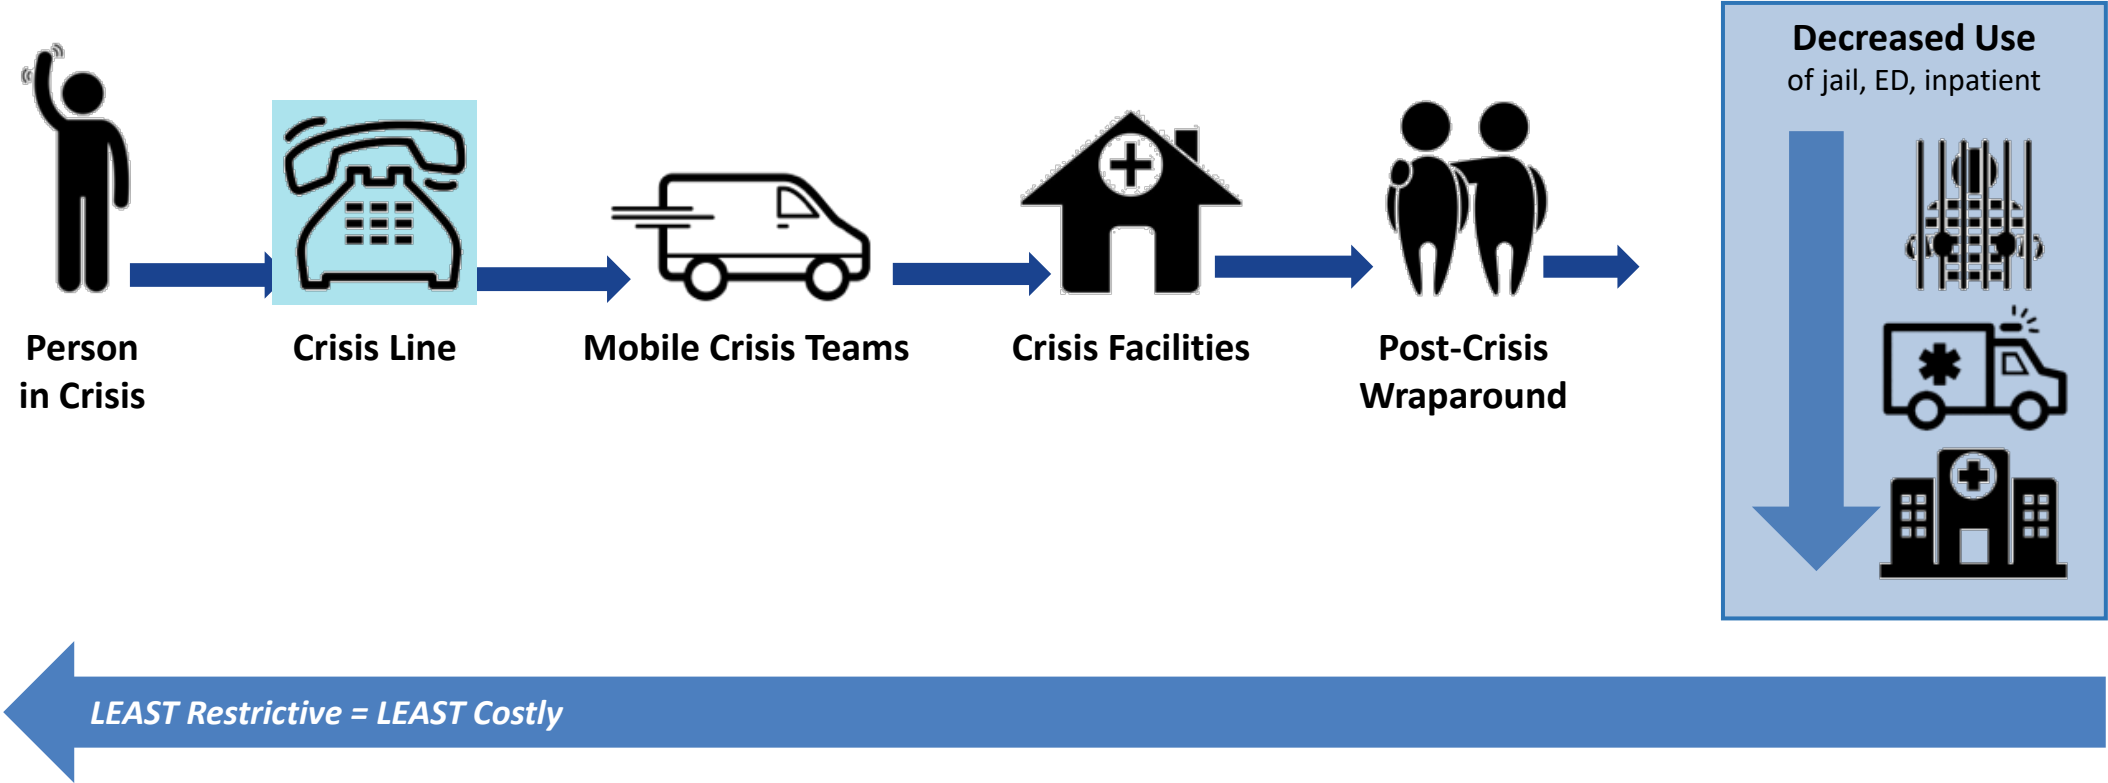 Decreased Use
of jail, ED, inpatient
Person
in Crisis
Crisis Line
Mobile Crisis Teams
Crisis Facilities
Post-Crisis
Wraparound
LEAST Restrictive = LEAST Costly